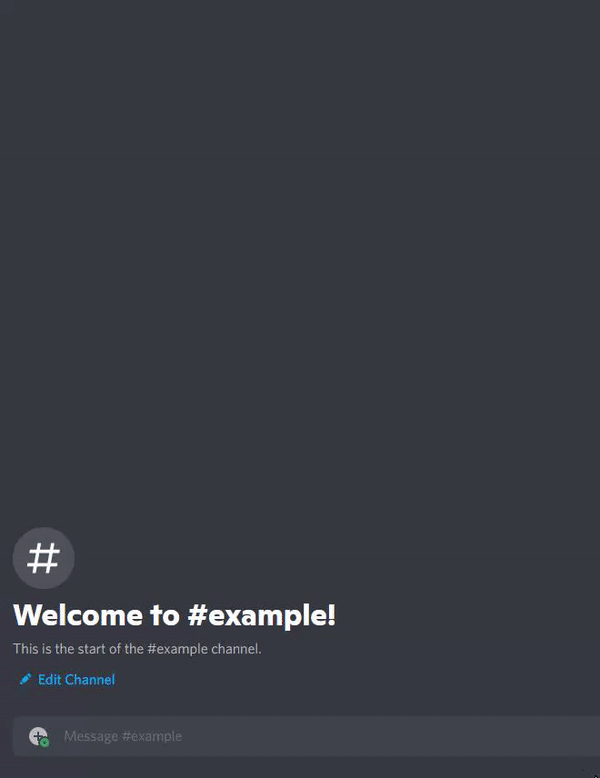 #
Welcome to #example!
This is the start of the #example channel.
Edit Channel
Message #example